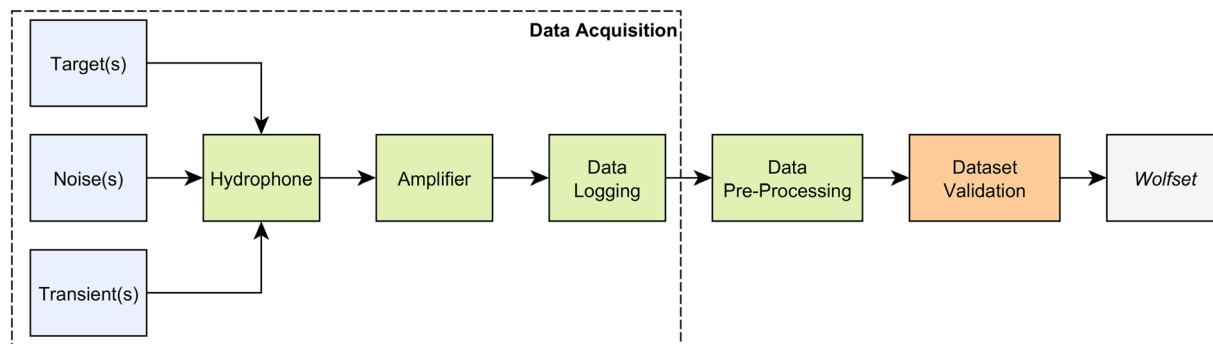 Data Acquisition
Target(s)
Noise(s)
Hydrophone
Amplifier
Data
Logging
Data
Pre-Processing
Dataset
Validation
Wolfset
Transient(s)